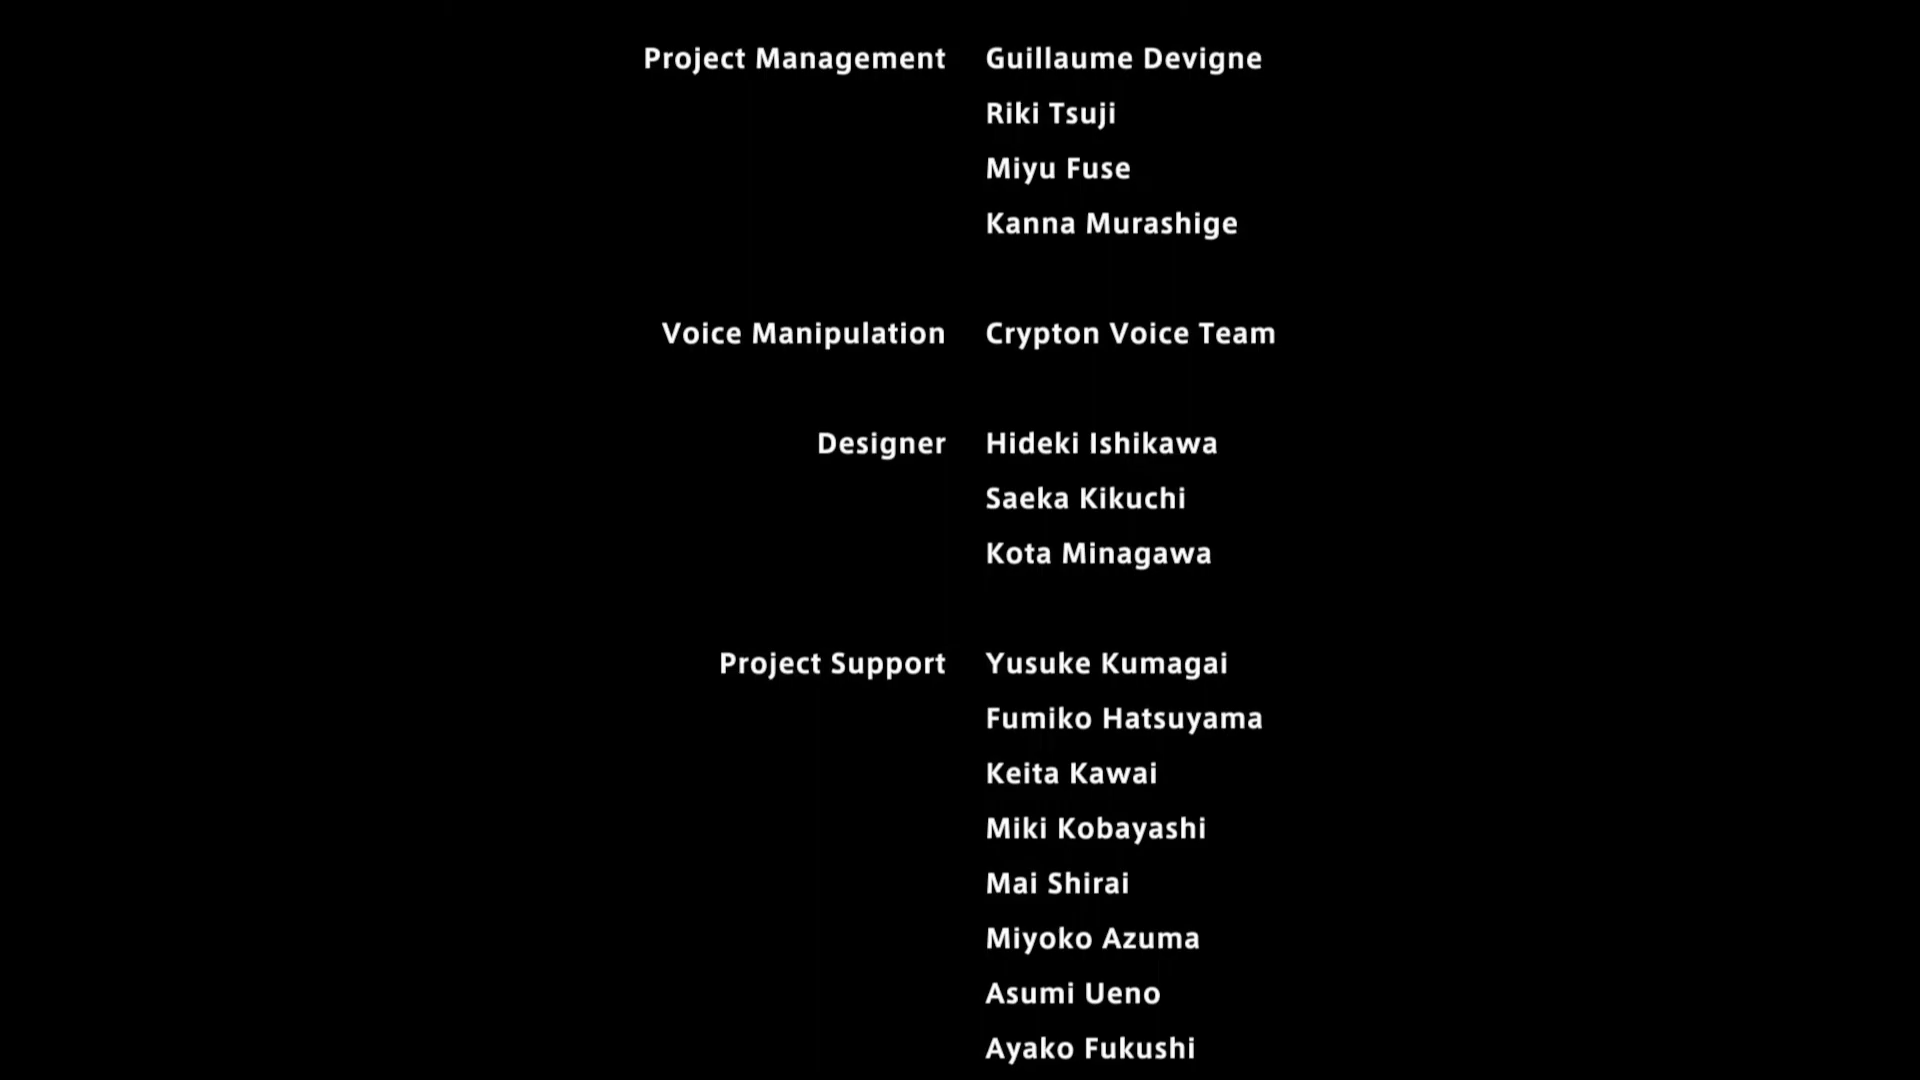 Project Management Guillaume Devigne
Riki Tsuji
Miyu Fuse
Kanna Murashige
Voice Manipulation Crypton Voice Team
Designer Hideki Ishikawa
Saeka Kikuchi
Kota Minagawa
Project Support Yusuke Kumagai
Fumiko Hatsuyama
Keita Kawai
Miki Kobayashi
Mai Shirai
Miyoko Azuma
Asumi Ueno
Ayako Fukushi